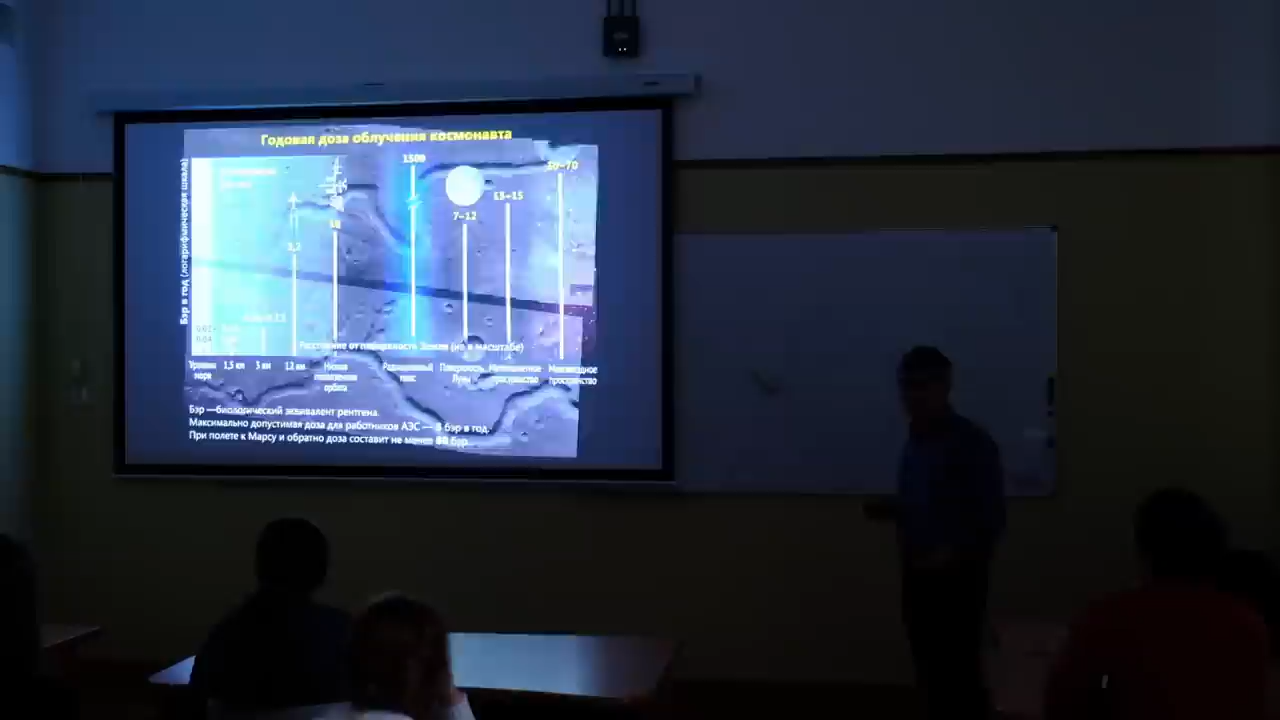 Годовая доза облучения космонавта
Бэр в год (логарифмическая шкала)
1500
50–70
13–15
7–12
Расстояние от поверхности Земли (не в масштабе)
Уровень моря
1,5 км
3 км
12 км
Низкая
орбита
Радиационный пояс
Поверхность Луны
Межпланетное пространство
Межзвездное пространство
Бэр —биологический эквивалент рентгена.
Максимально допустимая доза для работников АЭС — бэр в год.
При полете к Марсу и обратно доза составит не менее бэр